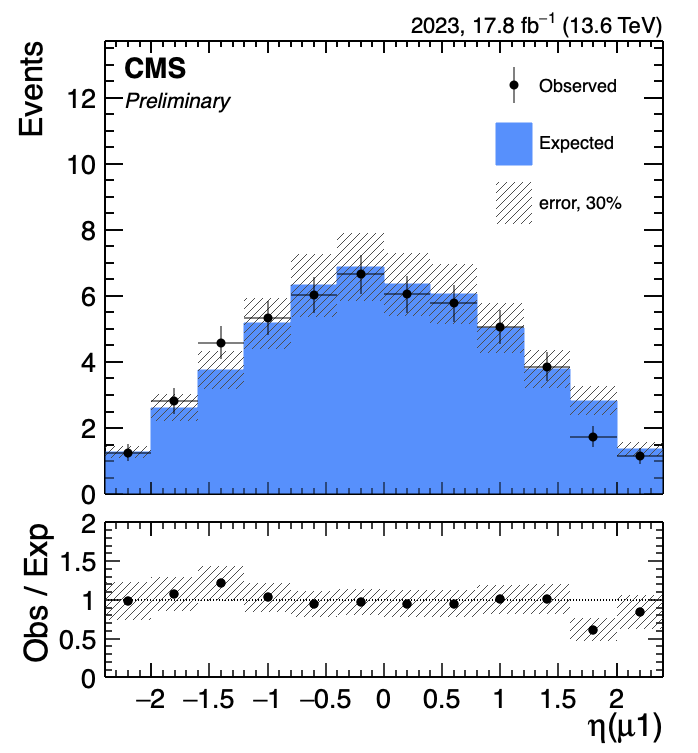 2023, 17.8 fb⁻¹ (13.6 TeV)
CMS
Preliminary
Observed
Expected
error, 30%
Events
12
10
8
6
4
2
0
Obs / Exp
2
1.5
1
0.5
0
−2 −1.5 −1 −0.5 0 0.5 1 1.5 2
η(μ1)